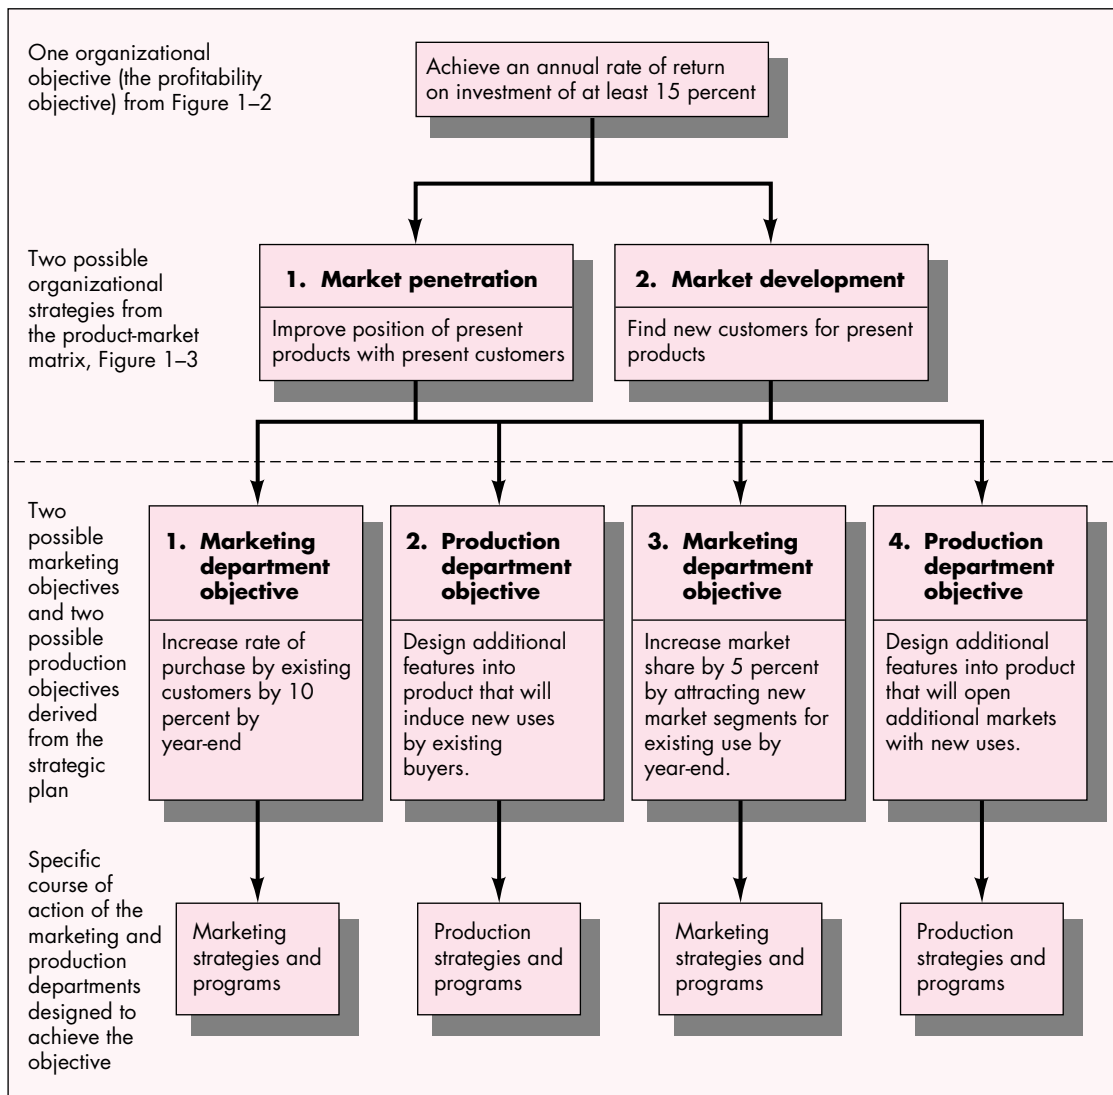 One organizational
objective (the profitability
objective) from Figure 1–2
Achieve an annual rate of return
on investment of at least 15 percent
Two possible
organizational
strategies from
the product-market
matrix, Figure 1–3
1. Market penetration
Improve position of present
products with present customers
2. Market development
Find new customers for present
products
Two
possible
marketing
objectives
and two
possible
production
objectives
derived
from the
strategic
plan
1. Marketing
department
objective
Increase rate of
purchase by existing
customers by 10
percent by
year-end
2. Production
department
objective
Design additional
features into
product that will
induce new uses
by existing
buyers.
3. Marketing
department
objective
Increase market
share by 5 percent
by attracting new
market segments for
existing use by
year-end.
4. Production
department
objective
Design additional
features into product
that will open
additional markets
with new uses.
Specific
course of
action of the
marketing and
production
departments
designed to
achieve the
objective
Marketing
strategies and
programs
Production
strategies and
programs
Marketing
strategies and
programs
Production
strategies and
programs